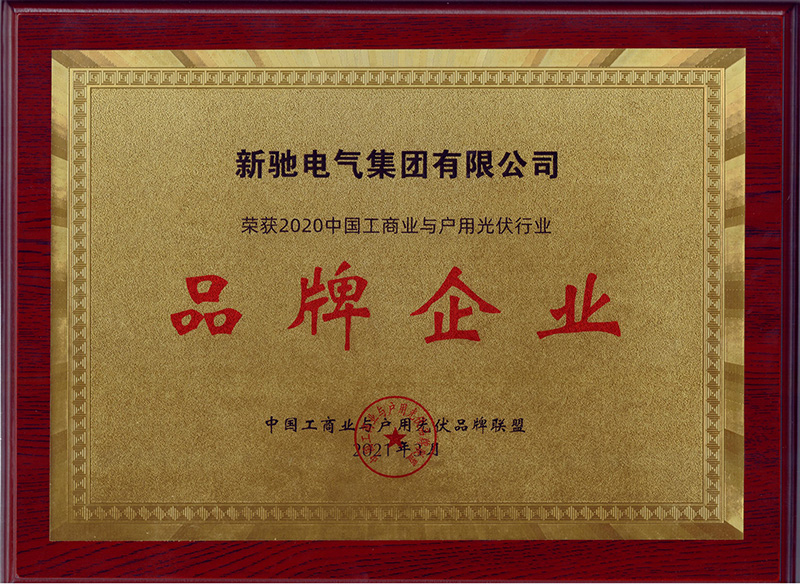 新驰电气集团有限公司
荣获2020中国工商业与户用光伏行业
品牌企业
中国工商业与户用光伏品牌联盟
2021年3月